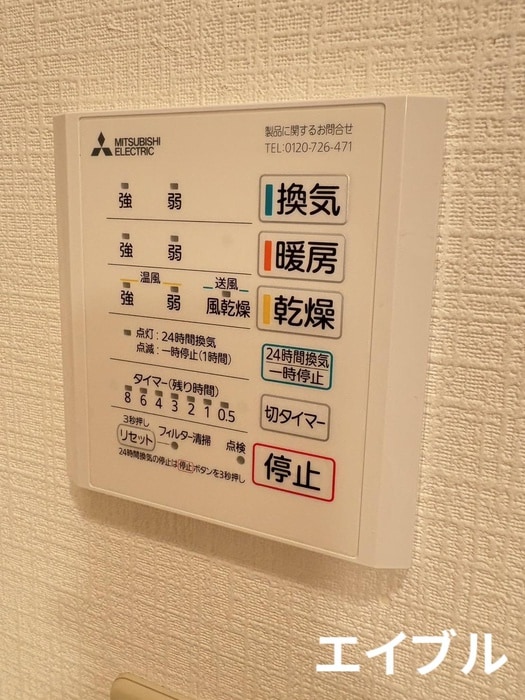 MITSUBISHI
ELECTRIC
製品に関するお問合せ
TEL:0120-726-471
強 弱 換気
強 弱 暖房
温風 送風
強 弱 風乾燥 乾燥
点灯：24時間換気
点滅：一時停止(1時間)
24時間換気
一時停止
タイマー(残り時間)
8 6 4 3 2 1 0.5
切タイマー
3秒押し
リセット フィルター清掃 点検
24時間換気の停止は停止ボタンを3秒押し
停止
エイブル